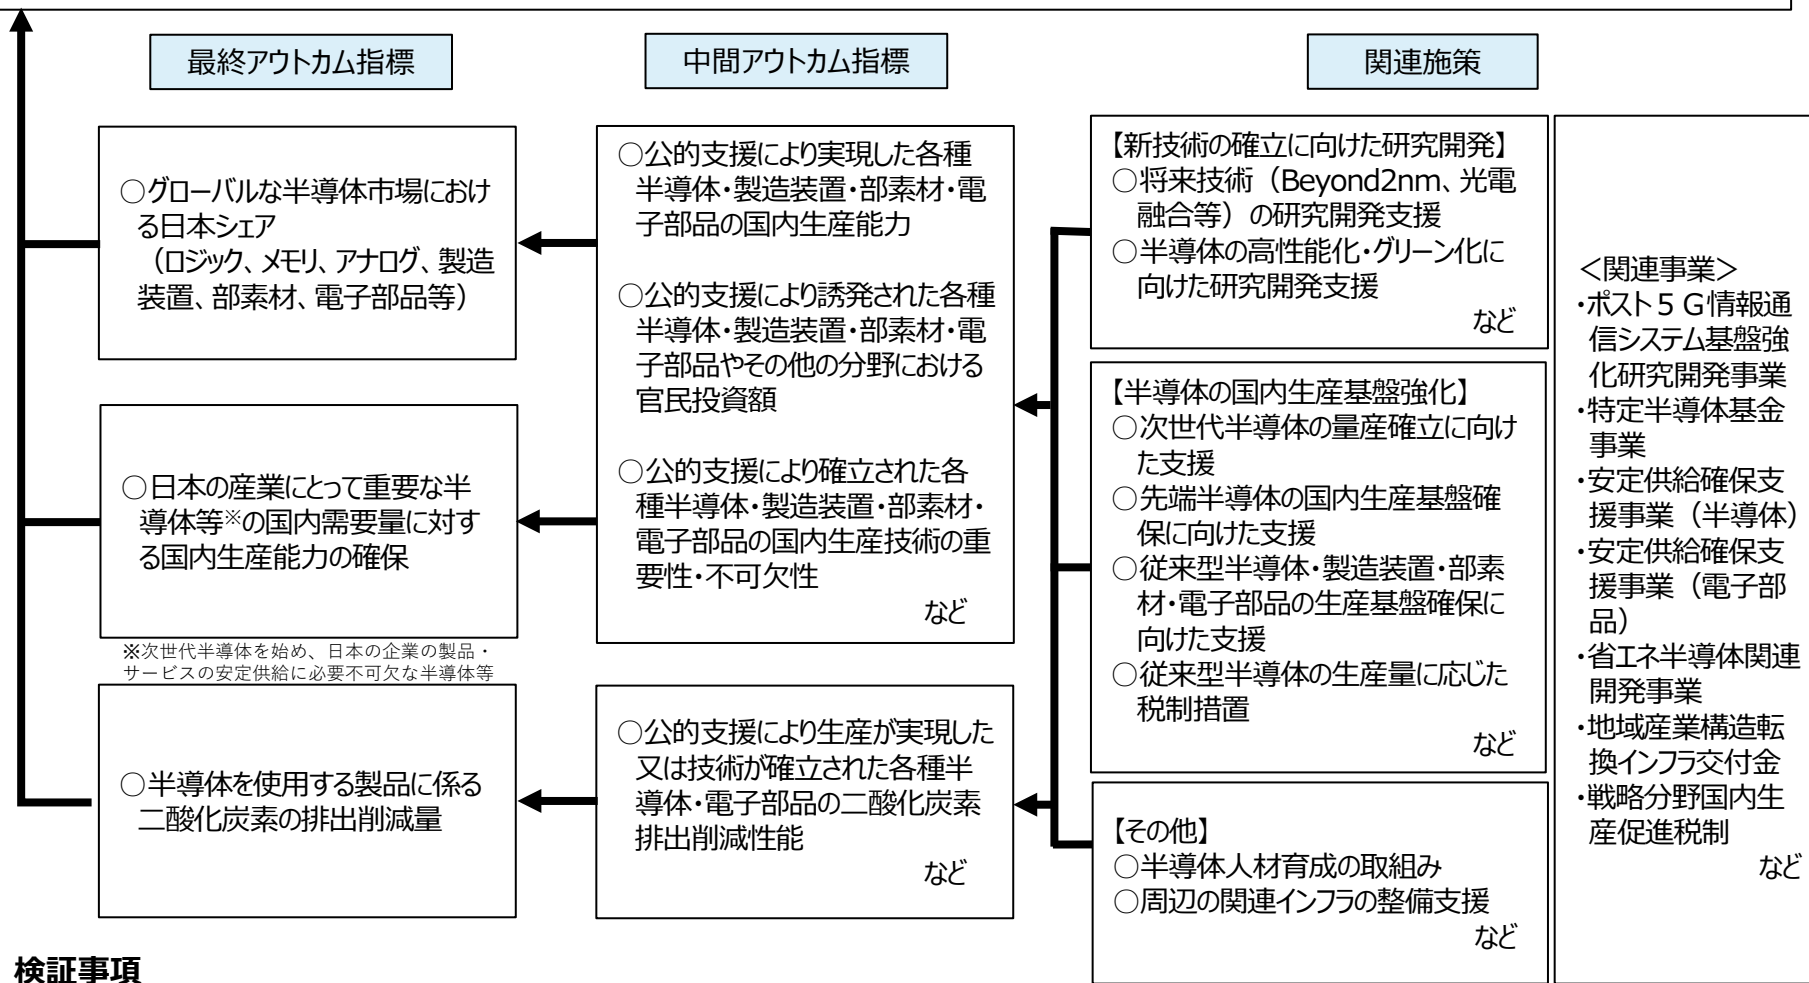 最終アウトカム指標
中間アウトカム指標
関連施策
○グローバルな半導体市場におけ
る日本シェア
（ロジック、メモリ、アナログ、製造
装置、部素材、電子部品等）
○日本の産業にとって重要な半
導体等※の国内需要量に対す
る国内生産能力の確保
※次世代半導体を始め、日本の企業の製品・
サービスの安定供給に必要不可欠な半導体等
○半導体を使用する製品に係る
二酸化炭素の排出削減量
○公的支援により実現した各種
半導体・製造装置・部素材・電
子部品の国内生産能力
○公的支援により誘発された各種
半導体・製造装置・部素材・電
子部品やその他の分野における
官民投資額
○公的支援により確立された各
種半導体・製造装置・部素材・
電子部品の国内生産技術の重
要性・不可欠性
など
○公的支援により生産が実現した
又は技術が確立された各種半
導体・電子部品の二酸化炭素
排出削減性能
など
【新技術の確立に向けた研究開発】
○将来技術（Beyond2nm、光電
融合等）の研究開発支援
○半導体の高性能化・グリーン化に
向けた研究開発支援
など
【半導体の国内生産基盤強化】
○次世代半導体の量産確立に向け
た支援
○先端半導体の国内生産基盤確
保に向けた支援
○従来型半導体・製造装置・部素
材・電子部品の生産基盤確保に
向けた支援
○従来型半導体の生産量に応じた
税制措置
など
【その他】
○半導体人材育成の取組み
○周辺の関連インフラの整備支援
など
＜関連事業＞
・ポスト５Ｇ情報通
信システム基盤強
化研究開発事業
・特定半導体基金
事業
・安定供給確保支
援事業（半導体）
・安定供給確保支
援事業（電子部
品）
・省エネ半導体関連
開発事業
・地域産業構造転
換インフラ交付金
・戦略分野国内生
産促進税制
など
検証事項